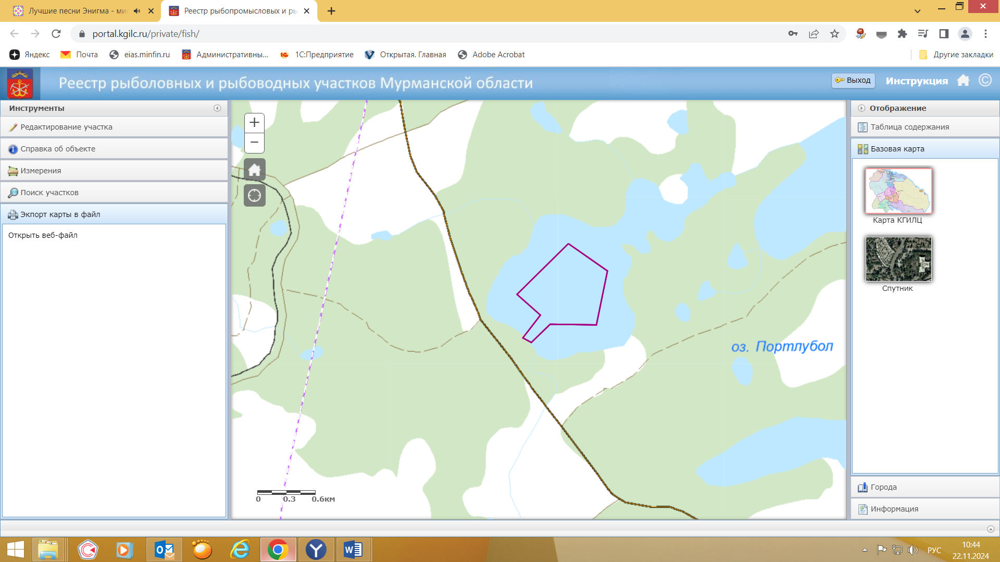 Лучшие песни Энигма - ми
Реестр рыбопромысловых и ры
portal.kgilc.ru/private/fish/
Яндекс
Почта
eias.minfin.ru
Административны...
1С:Предприятие
Открытая. Главная
Adobe Acrobat
Другие закладки
Реестр рыболовных и рыбоводных участков Мурманской области
Выход
Инструкция
Инструменты
Редактирование участка
Справка об объекте
Измерения
Поиск участков
Экпорт карты в файл
Открыть веб-файл
+
−
оз. Портлубол
0 0.3 0.6км
Отображение
Таблица содержания
Базовая карта
Карта КГИЛЦ
Спутник
Города
Информация
РУС
10:44
22.11.2024